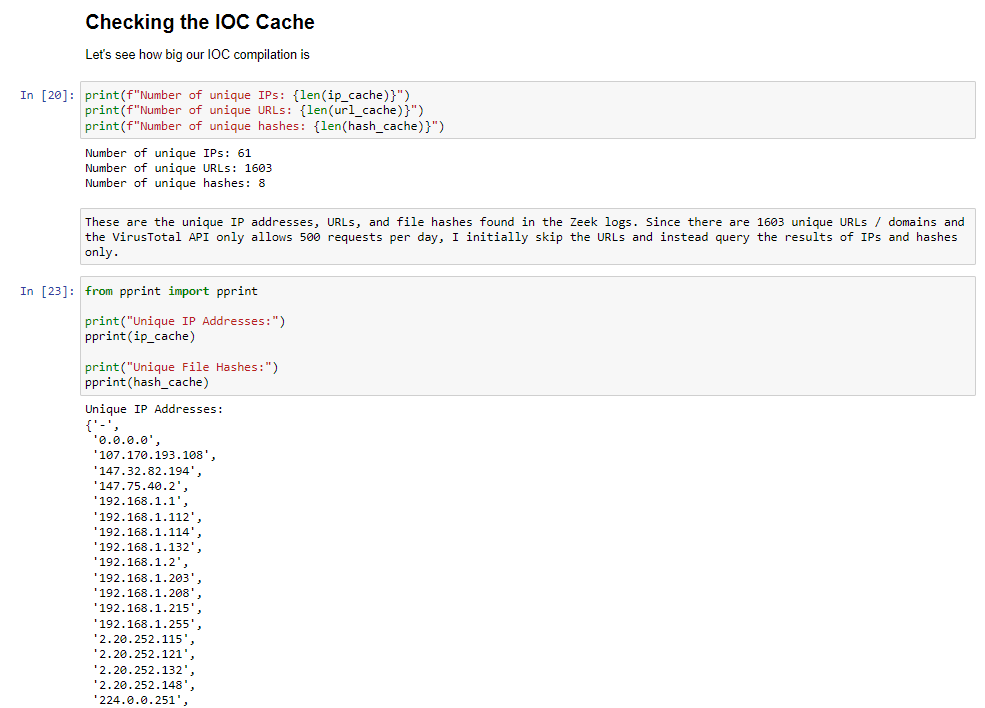 Checking the IOC Cache
Let's see how big our IOC compilation is
In [20]: print(f"Number of unique IPs: {len(ip_cache)}")
print(f"Number of unique URLs: {len(url_cache)}")
print(f"Number of unique hashes: {len(hash_cache)}")
Number of unique IPs: 61
Number of unique URLs: 1603
Number of unique hashes: 8
These are the unique IP addresses, URLs, and file hashes found in the Zeek logs. Since there are 1603 unique URLs / domains and
the VirusTotal API only allows 500 requests per day, I initially skip the URLs and instead query the results of IPs and hashes
only.
In [23]: from pprint import pprint
print("Unique IP Addresses:")
pprint(ip_cache)
print("Unique File Hashes:")
pprint(hash_cache)
Unique IP Addresses:
{'-',
'0.0.0.0',
'107.170.193.108',
'147.32.82.194',
'147.75.40.2',
'192.168.1.1',
'192.168.1.112',
'192.168.1.114',
'192.168.1.132',
'192.168.1.2',
'192.168.1.203',
'192.168.1.208',
'192.168.1.215',
'192.168.1.255',
'2.20.252.115',
'2.20.252.121',
'2.20.252.132',
'2.20.252.148',
'224.0.0.251',